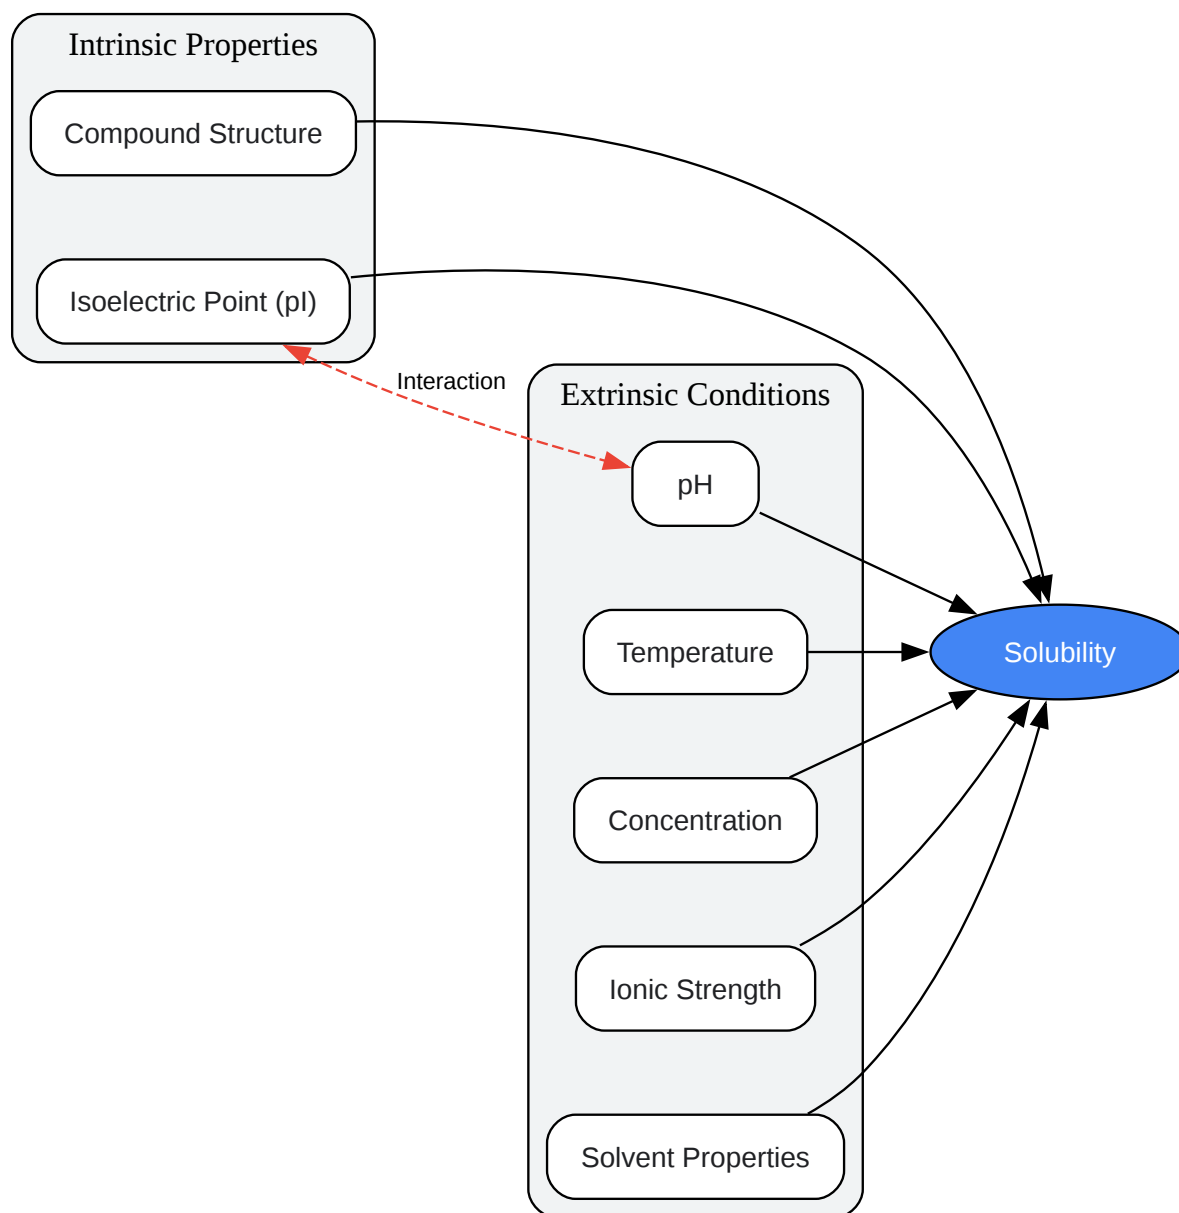 Intrinsic Properties
Compound Structure
Isoelectric Point (pI)
Interaction
Extrinsic Conditions
pH
Temperature
Solubility
Concentration
Ionic Strength
Solvent Properties